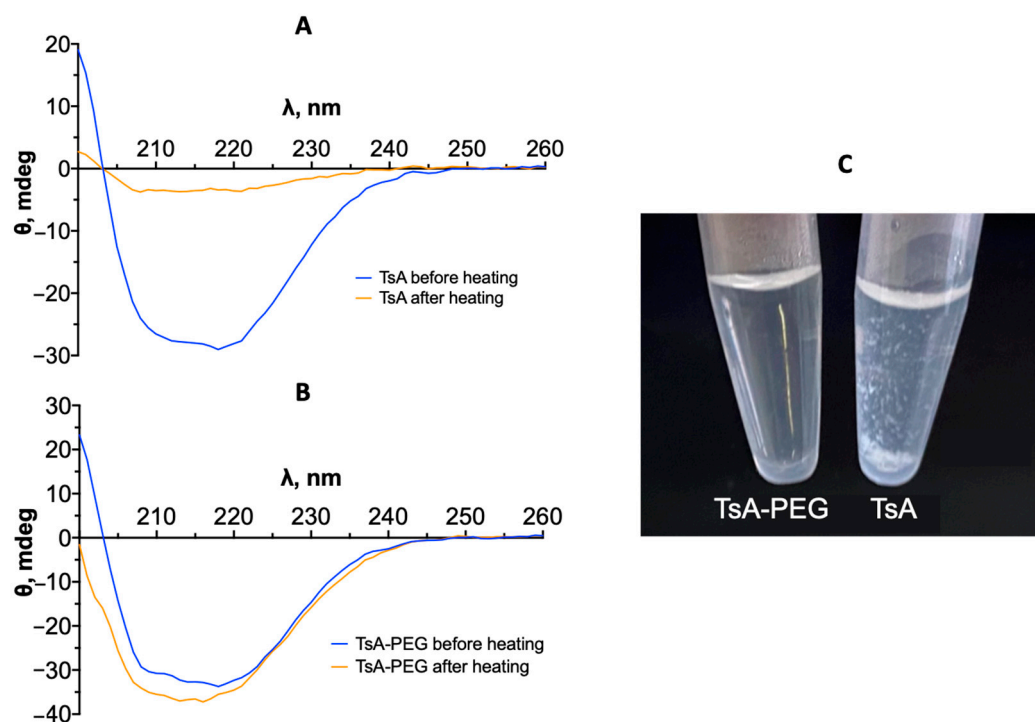 A
20
10
0
−10
−20
−30
θ, mdeg
λ, nm
210 220 230 240 250 260
TsA before heating
TsA after heating
B
30
20
10
0
−10
−20
−30
−40
θ, mdeg
λ, nm
210 220 230 240 250 260
TsA-PEG before heating
TsA-PEG after heating
C
TsA-PEG TsA